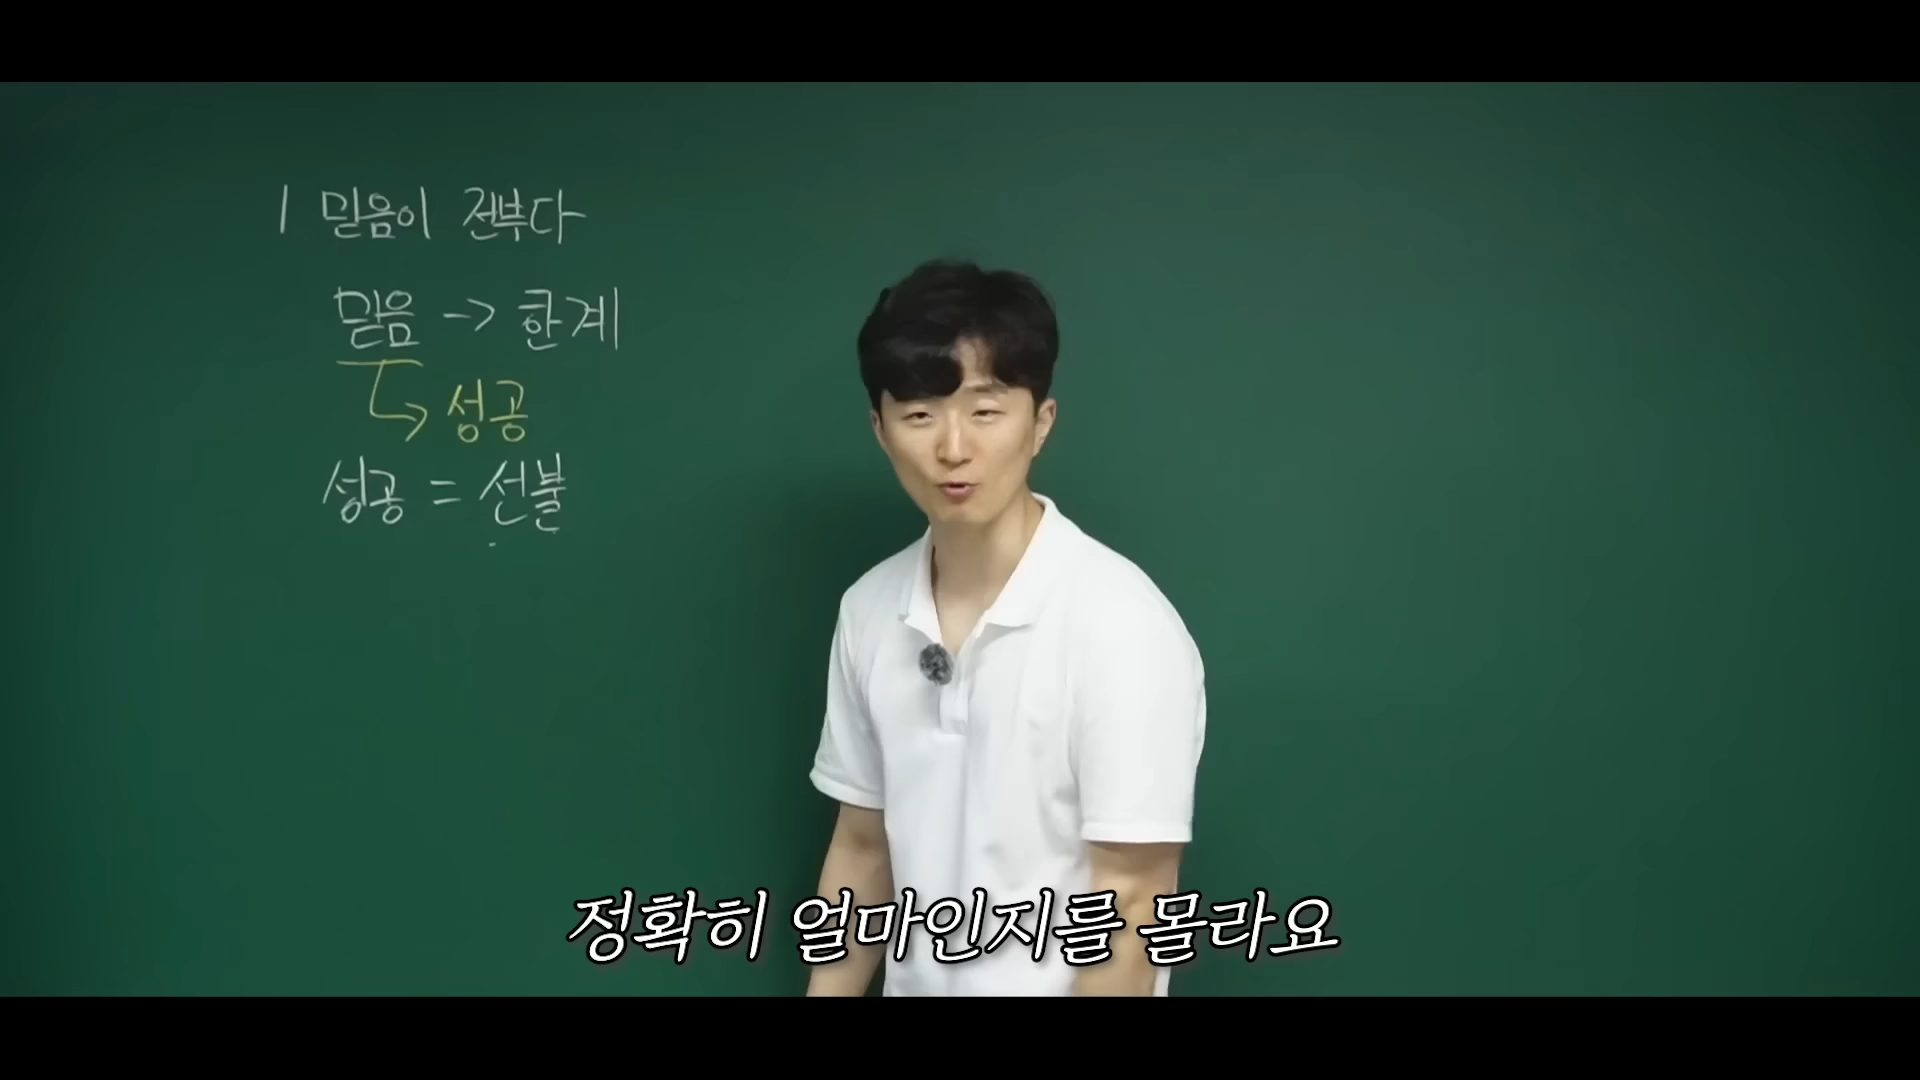 1 믿음이 전부다
믿음 -> 한계
↳ 성공
성공 = 선불
정확히 얼마인지를 몰라요